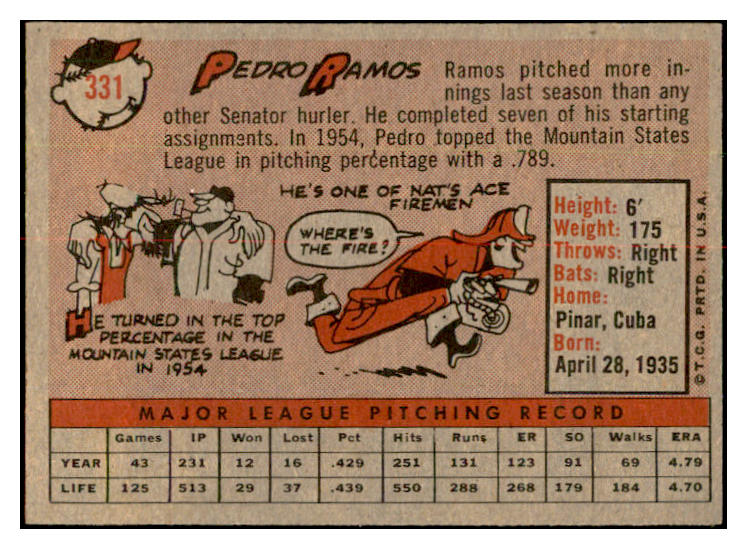 331
PEDRO RAMOS
Ramos pitched more in-
nings last season than any
other Senator hurler. He completed seven of his starting
assignments. In 1954, Pedro topped the Mountain States
League in pitching percentage with a .789.
HE'S ONE OF NAT'S ACE
FIREMEN
WHERE'S
THE FIRE?
HE TURNED IN THE TOP
PERCENTAGE IN THE
MOUNTAIN STATES LEAGUE
IN 1954
Height: 6'
Weight: 175
Throws: Right
Bats: Right
Home:
Pinar, Cuba
Born:
April 28, 1935
© T.C.G. PRTD. IN U.S.A.
MAJOR LEAGUE PITCHING RECORD
Games IP Won Lost Pct Hits Runs ER SO Walks ERA
YEAR 43 231 12 16 .429 251 131 123 91 69 4.79
LIFE 125 513 29 37 .439 550 288 268 179 184 4.70